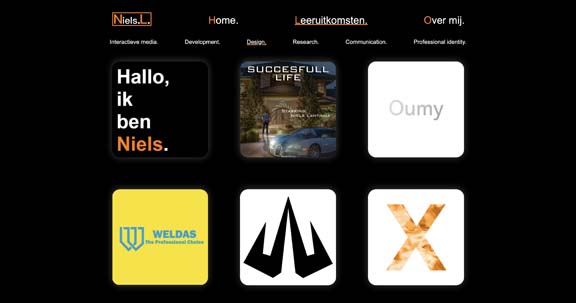 Niels.L.
Home.
Leeruitkomsten.
Over mij.
Interactieve media.
Development.
Design.
Research.
Communication.
Professional identity.
Hallo,
ik
ben
Niels.
SUCCESFULL
LIFE
STARRING:
NIELS LANTINGA
Oumy
WELDAS
The Professional Choice
X